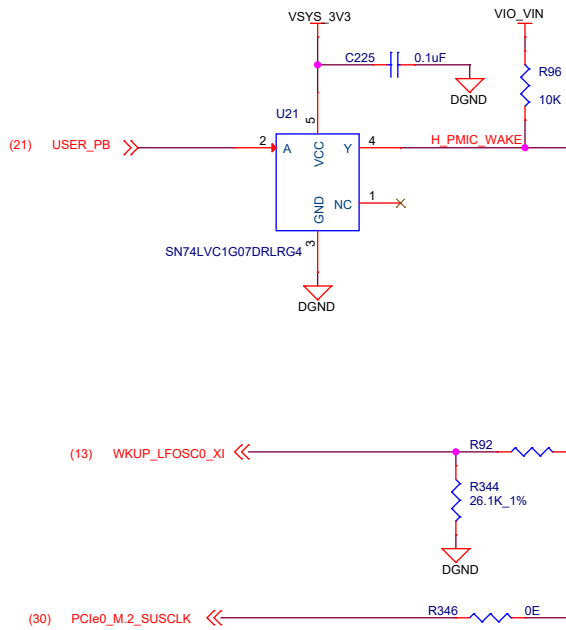 VSYS_3V3
VIO_VIN
C225
0.1uF
R96
DGND
10K
U21
5
(21)
USER_PB
2
A
VCC
Y
4
H_PMIC_WAKE
GND
NC
1
3
SN74LVC1G07DRLRG4
DGND
(13)
WKUP_LFOSC0_XI
R92
R344
26.1K_1%
DGND
(30)
PCIe0_M.2_SUSCLK
R346
0E